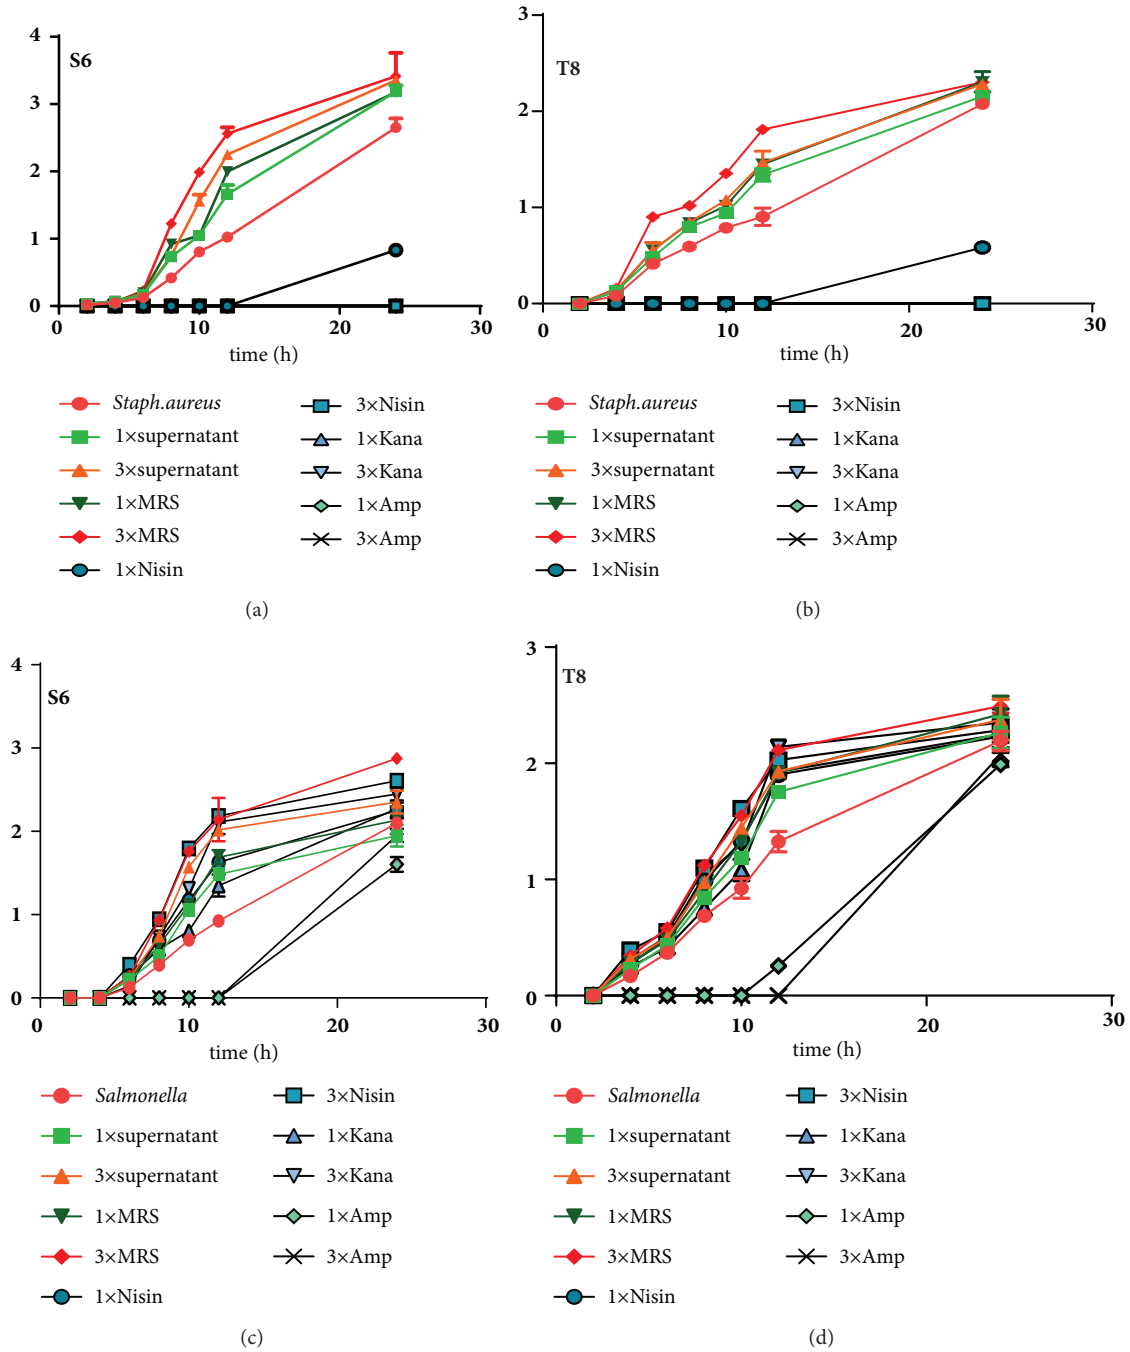 S6
4
3
2
1
0
0
10
20
30
time (h)
Staph.aureus
1×supernatant
3×supernatant
1×MRS
3×MRS
1×Nisin
3×Nisin
1×Kana
3×Kana
1×Amp
3×Amp
(a)
T8
3
2
1
0
0
10
20
30
time (h)
Staph.aureus
1×supernatant
3×supernatant
1×MRS
3×MRS
1×Nisin
3×Nisin
1×Kana
3×Kana
1×Amp
3×Amp
(b)
S6
4
3
2
1
0
0
10
20
30
time (h)
Salmonella
1×supernatant
3×supernatant
1×MRS
3×MRS
1×Nisin
3×Nisin
1×Kana
3×Kana
1×Amp
3×Amp
(c)
T8
3
2
1
0
0
10
20
30
time (h)
Salmonella
1×supernatant
3×supernatant
1×MRS
3×MRS
1×Nisin
3×Nisin
1×Kana
3×Kana
1×Amp
3×Amp
(d)